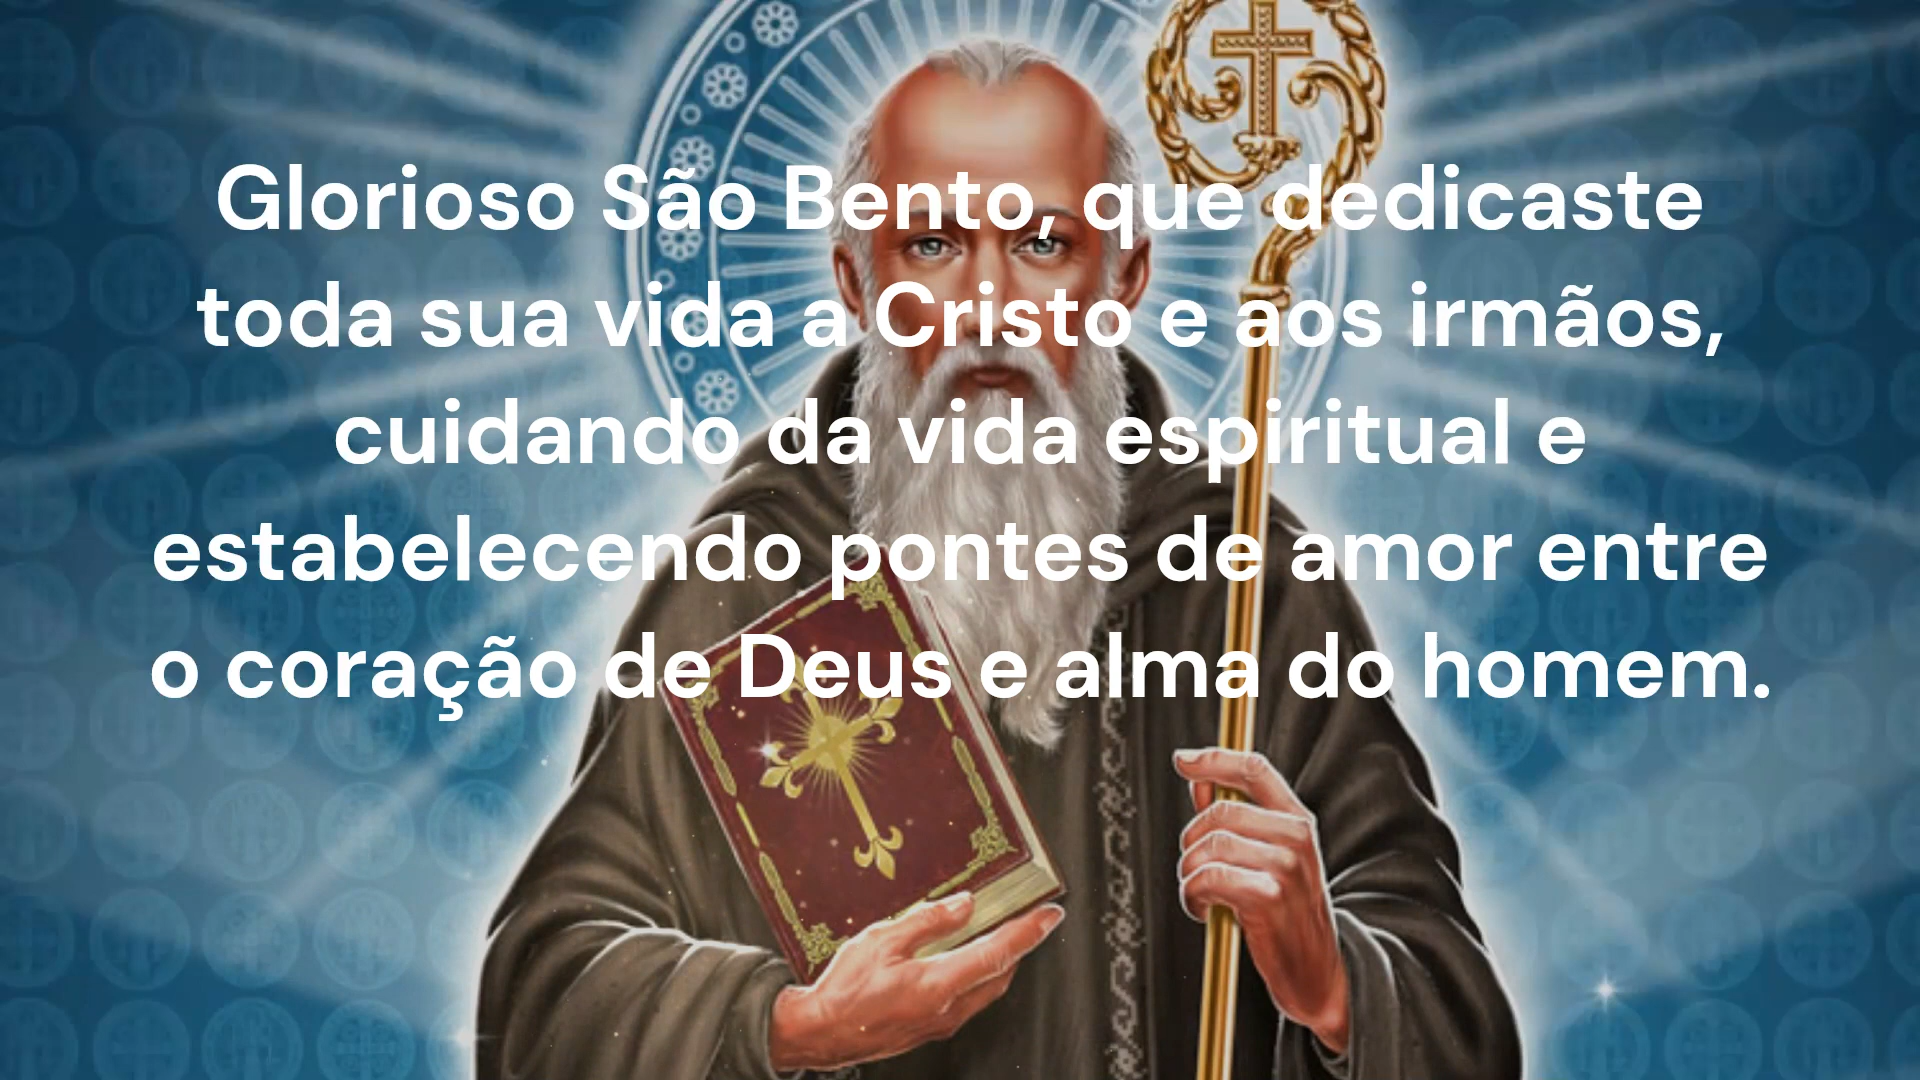 Glorioso São Bento, que dedicaste
toda sua vida a Cristo e aos irmãos,
cuidando da vida espiritual e
estabelecendo pontes de amor entre
o coração de Deus e alma do homem.